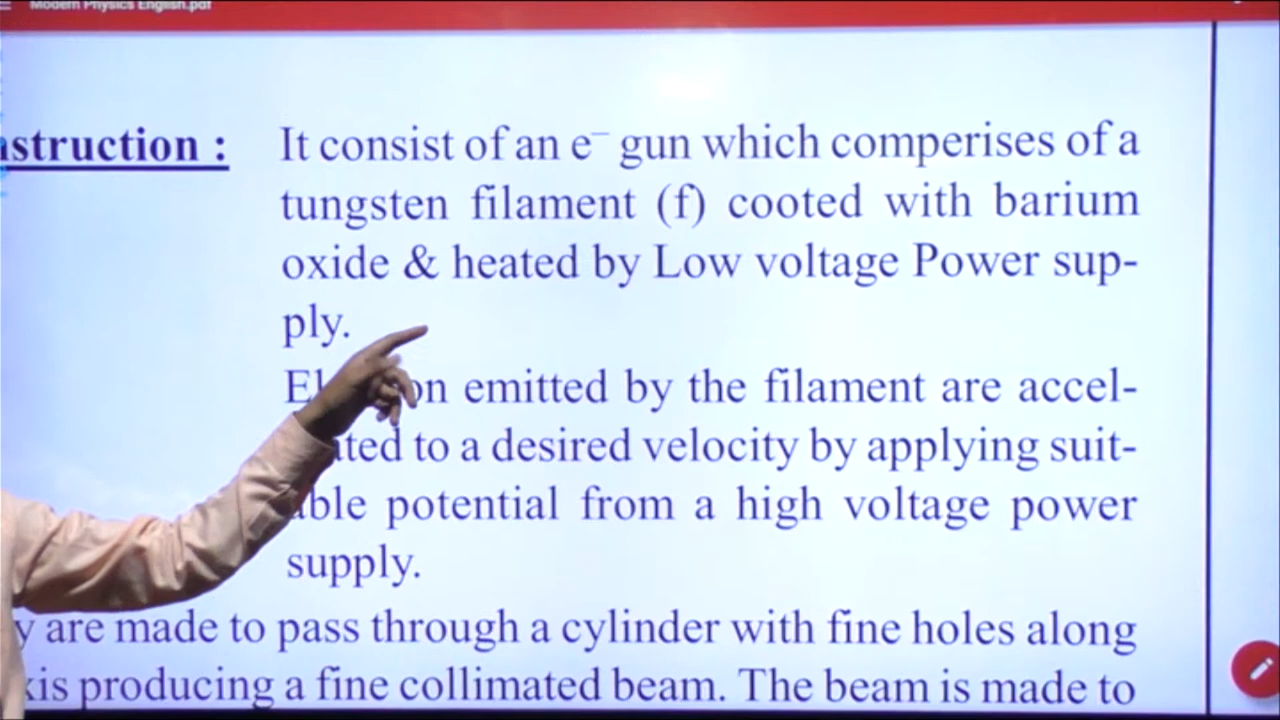 Modern Physics English.pdf
nstruction : It consist of an e⁻ gun which comperises of a
tungsten filament (f) cooted with barium
oxide & heated by Low voltage Power sup-
ply.
emitted by the filament are accel-
ted to a desired velocity by applying suit-
ble potential from a high voltage power
supply.
y are made to pass through a cylinder with fine holes along
xis producing a fine collimated beam. The beam is made to